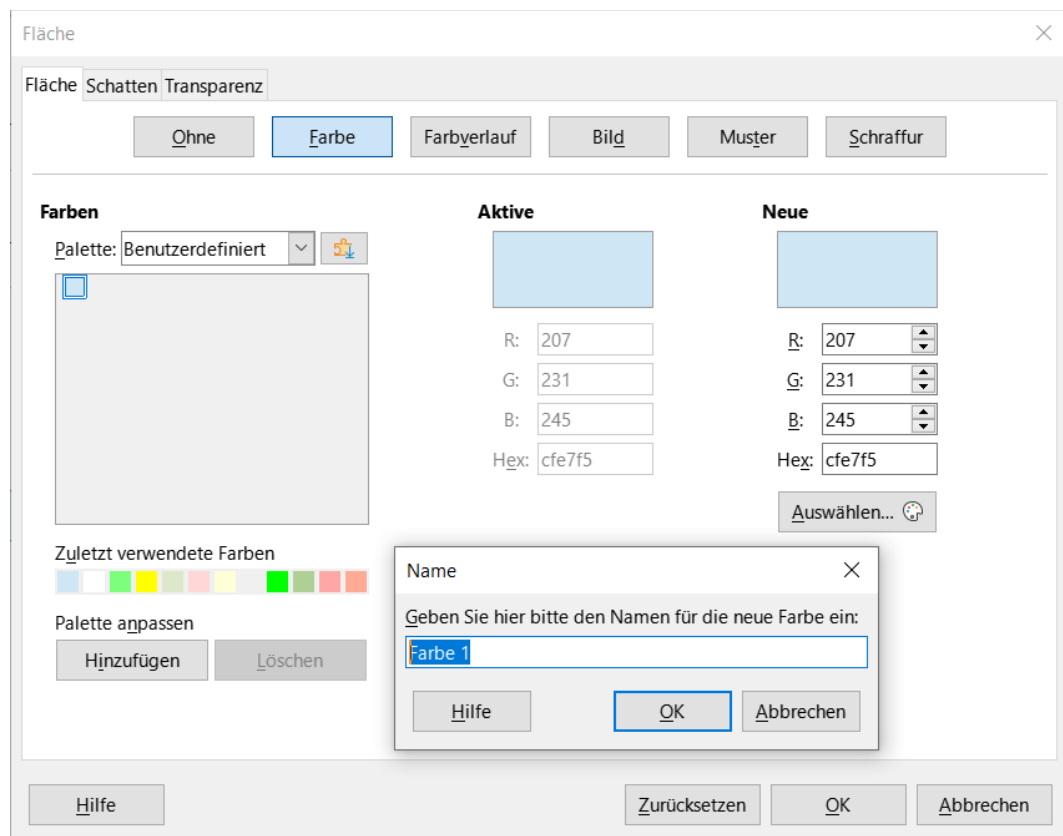 Fläche
Fläche Schatten Transparenz
Ohne Farbe Farbverlauf Bild Muster Schraffur
Farben Aktive Neue
Palette: Benutzerdefiniert
R: 207 R: 207
G: 231 G: 231
B: 245 B: 245
Hex: cfe7f5 Hex: cfe7f5
Auswählen...
Zuletzt verwendete Farben
Name
Geben Sie hier bitte den Namen für die neue Farbe ein:
Palette anpassen
Farbe 1
Hinzufügen Löschen
Hilfe OK Abbrechen
Hilfe Zurücksetzen OK Abbrechen